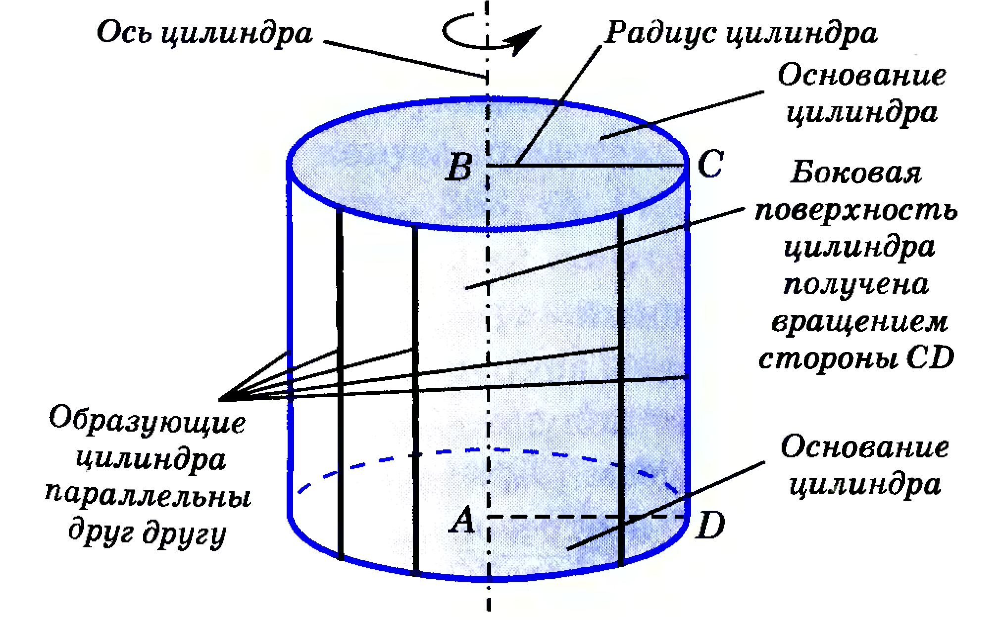 Ось цилиндра
Радиус цилиндра
Основание
цилиндра
B
C
Боковая
поверхность
цилиндра
получена
вращением
стороны CD
Образующие
цилиндра
параллельны
друг другу
Основание
цилиндра
A
D